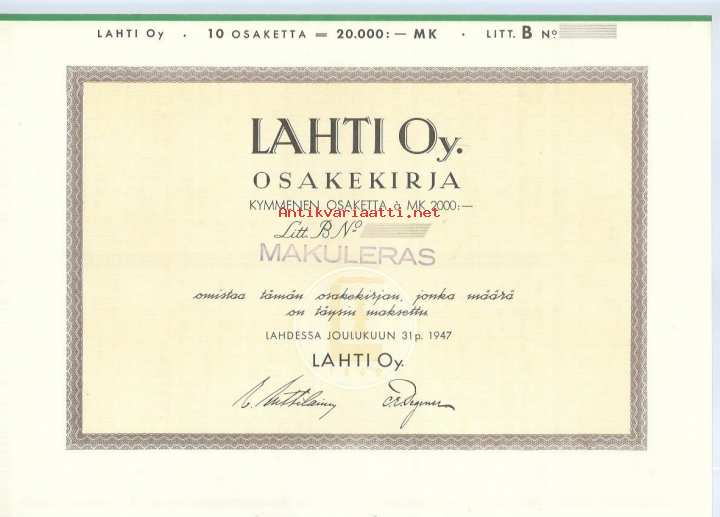 LAHTI Oy . 10 OSAKETTA = 20.000:— MK · LITT. B Nº
LAHTI Oy.
OSAKEKIRJA
KYMMENEN OSAKETTA à MK 2000:—
Antikvariaatti.net
Litt. B Nº
MAKULERAS
omistaa tämän osakekirjan, jonka määrä
on täysin maksettu.
LAHDESSA JOULUKUUN 31 p. 1947
LAHTI Oy.